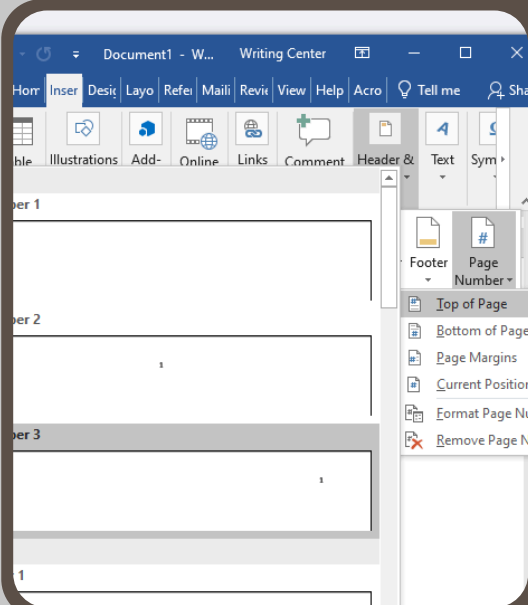 Document1 - W... Writing Center
Hom Inser Desig Layo Refei Maili Revie View Help Acro Tell me Sha
ble Illustrations Add- Online Links Comment Header & Text Sym
ber 1
Footer Page
Number
Top of Page
ber 2
Bottom of Page
1
Page Margins
Current Position
Format Page Nu
ber 3
Remove Page N
1
1